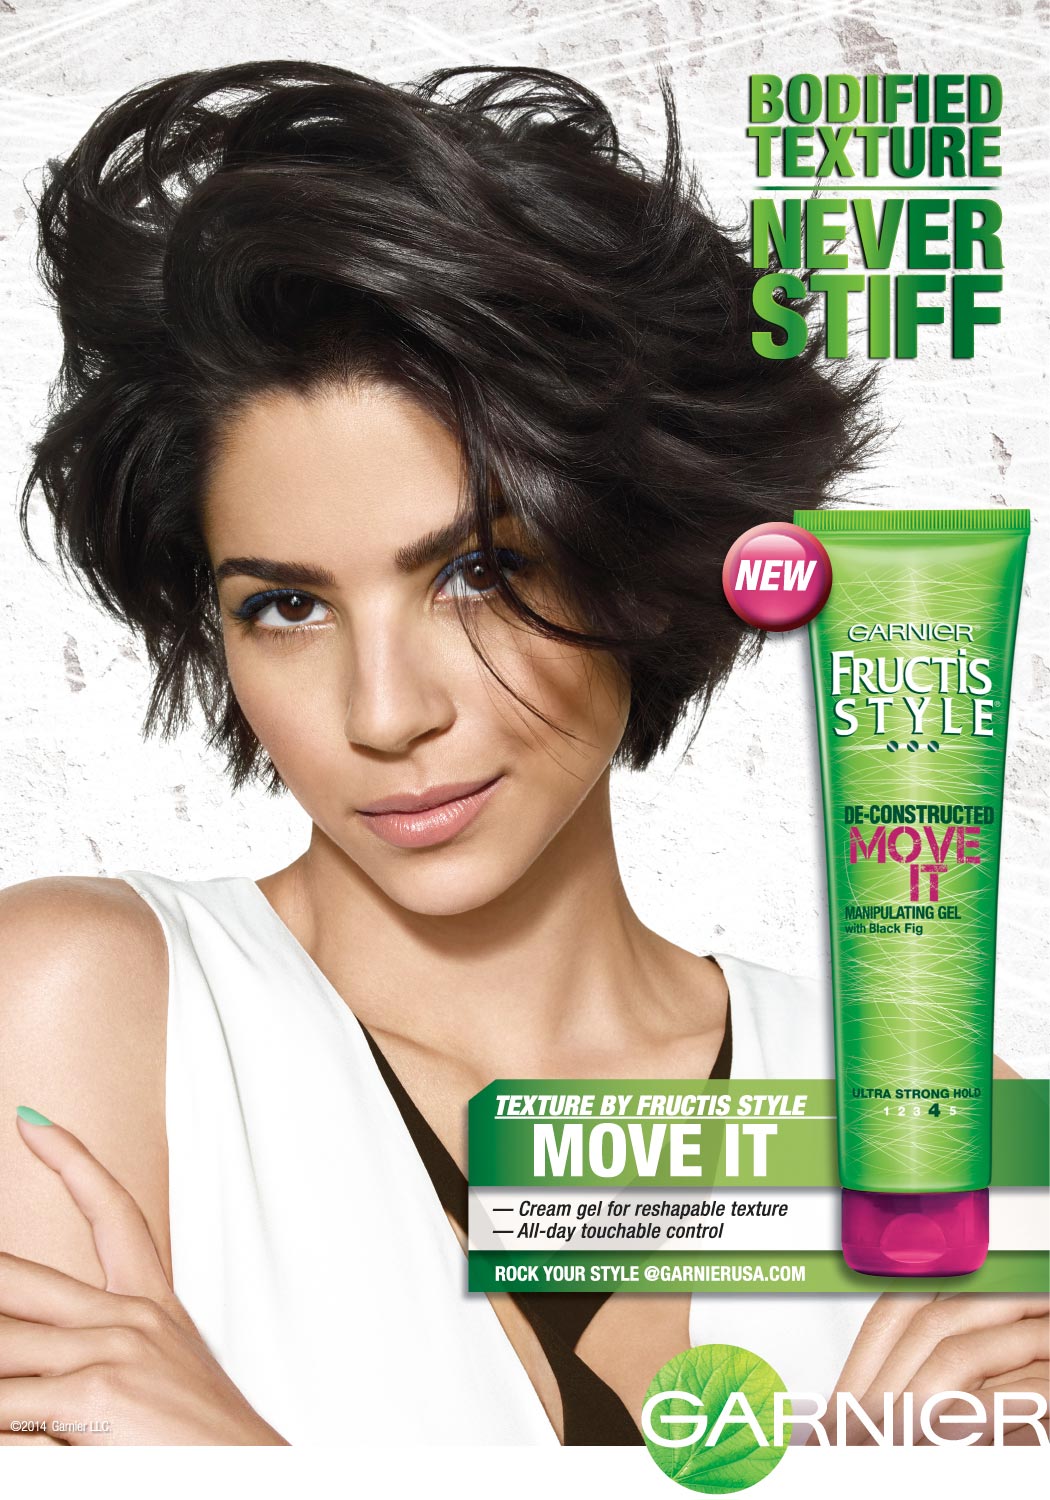 BODIFIED
TEXTURE
NEVER
STIFF
NEW
GARNIER®
FRUCTIS
STYLE®
DE-CONSTRUCTED
MOVE
IT
MANIPULATING GEL
with Black Fig
ULTRA STRONG HOLD
1 2 3 4 5
TEXTURE BY FRUCTIS STYLE
MOVE IT
— Cream gel for reshapable texture
— All-day touchable control
ROCK YOUR STYLE @GARNIERUSA.COM
GARNIER
©2014 Garnier LLC